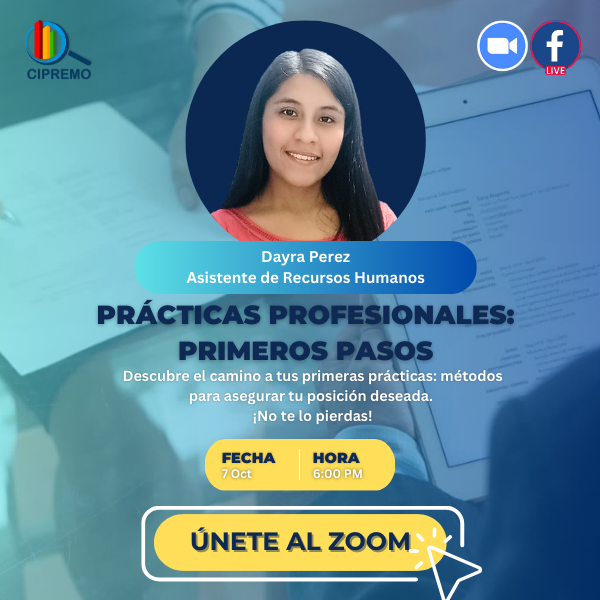 CIPREMO
LIVE
Dayra Perez
Asistente de Recursos Humanos
PRÁCTICAS PROFESIONALES:
PRIMEROS PASOS
Descubre el camino a tus primeras prácticas: métodos
para asegurar tu posición deseada.
¡No te lo pierdas!
FECHA
7 Oct
HORA
6:00 PM
ÚNETE AL ZOOM